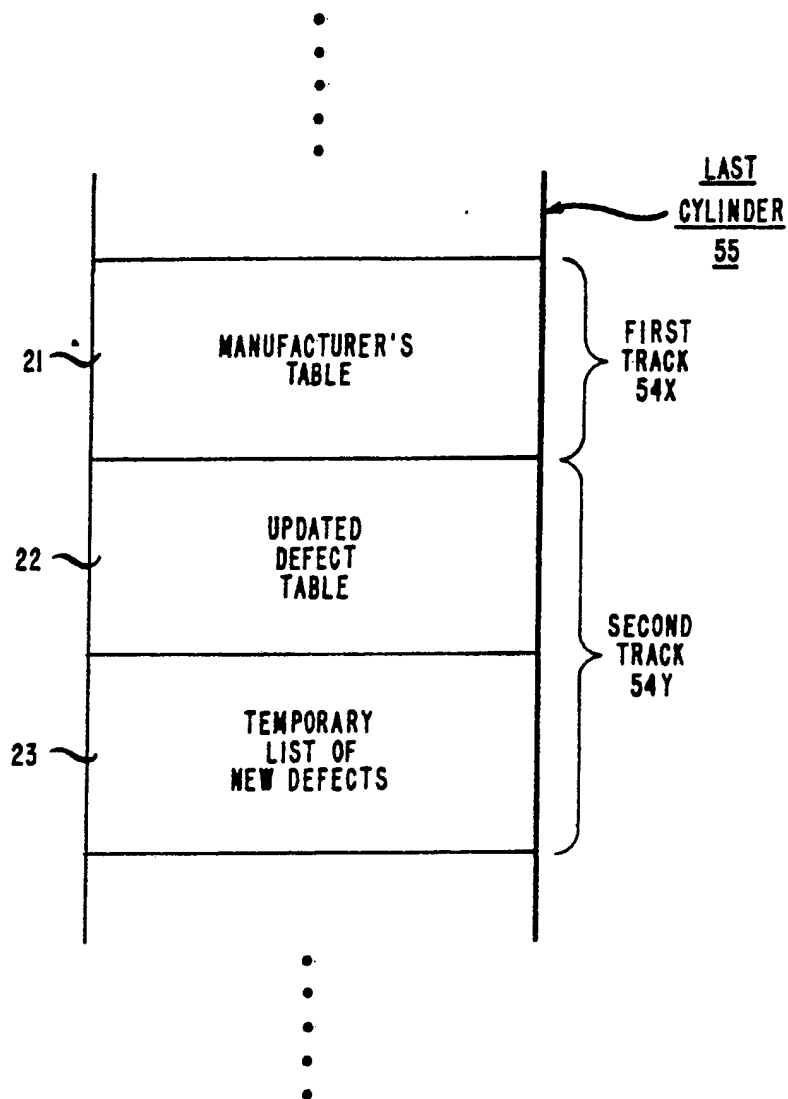 LAST
CYLINDER
55
21
MANUFACTURER'S
TABLE
FIRST
TRACK
54X
22
UPDATED
DEFECT
TABLE
SECOND
TRACK
54Y
23
TEMPORARY
LIST OF
NEW DEFECTS